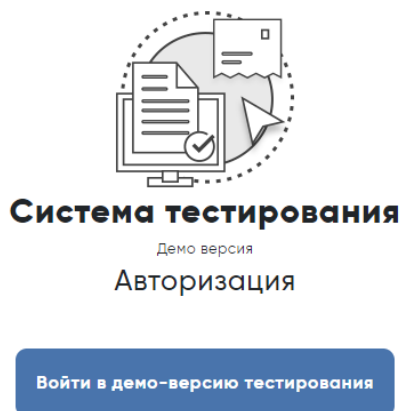 Система тестирования
Демо версия
Авторизация
Войти в демо-версию тестирования